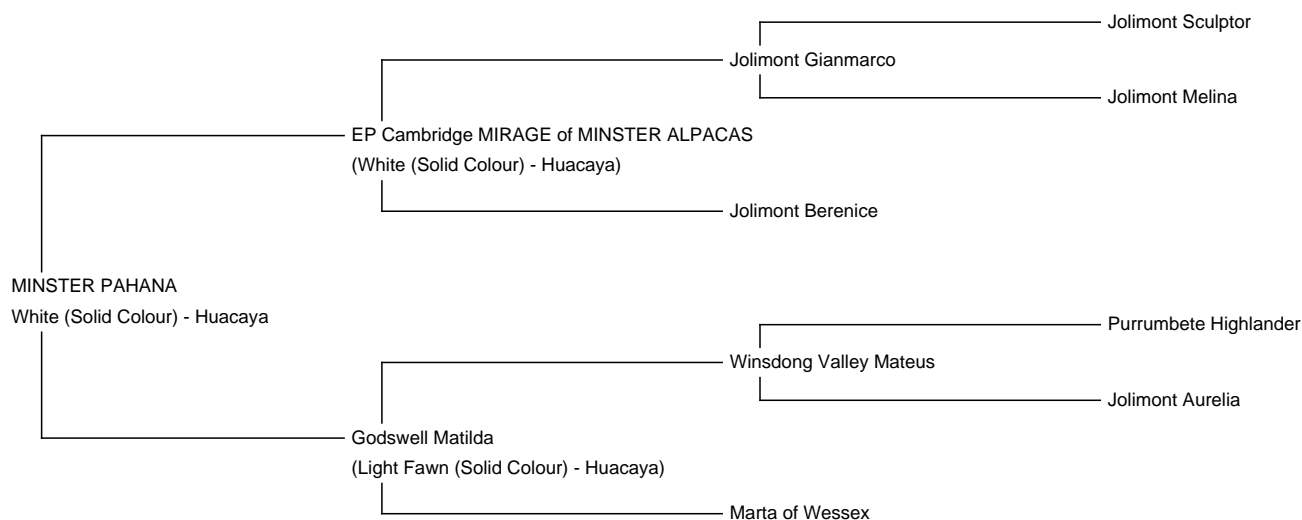 Jolimont Sculptor
Jolimont Gianmarco
Jolimont Melina
EP Cambridge MIRAGE of MINSTER ALPACAS
(White (Solid Colour) - Huacaya)
Jolimont Berenice
MINSTER PAHANA
White (Solid Colour) - Huacaya
Purrumbete Highlander
Winsdong Valley Mateus
Jolimont Aurelia
Godswell Matilda
(Light Fawn (Solid Colour) - Huacaya)
Marta of Wessex